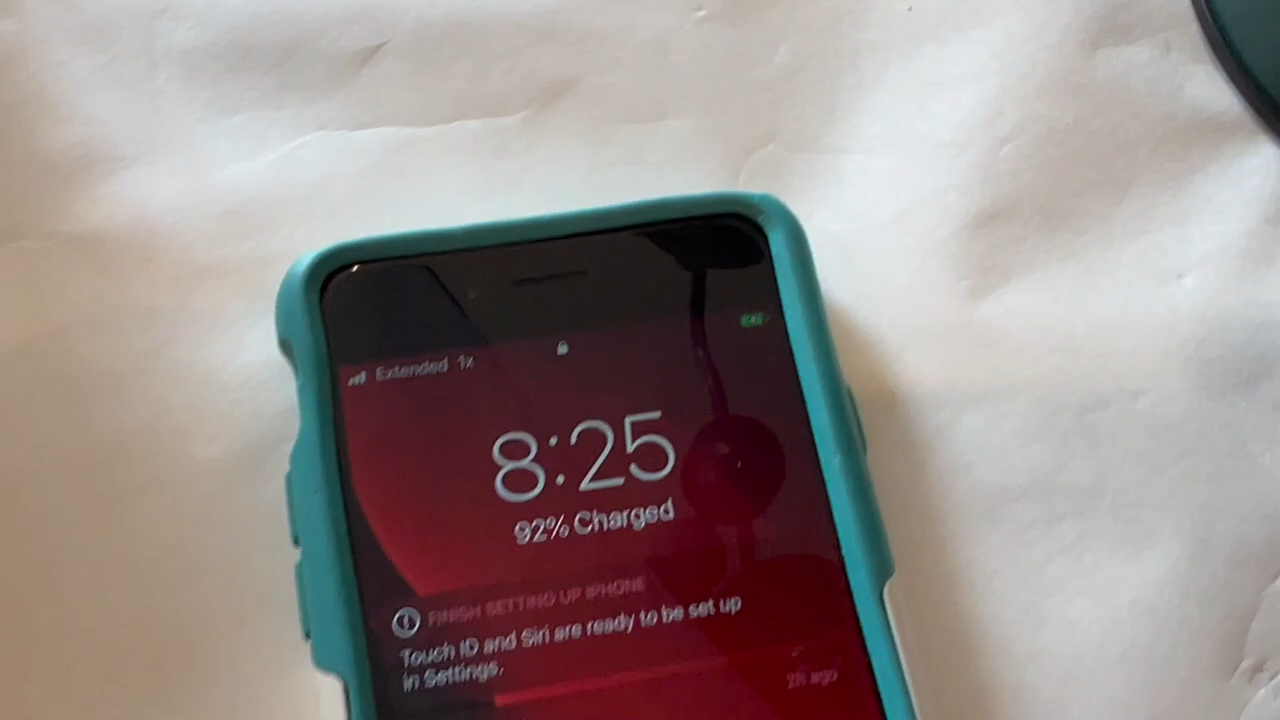 Extended 1x
8:25
92% Charged
FINISH SETTING UP IPHONE
Touch ID and Siri are ready to be set up
in Settings.
2h ago